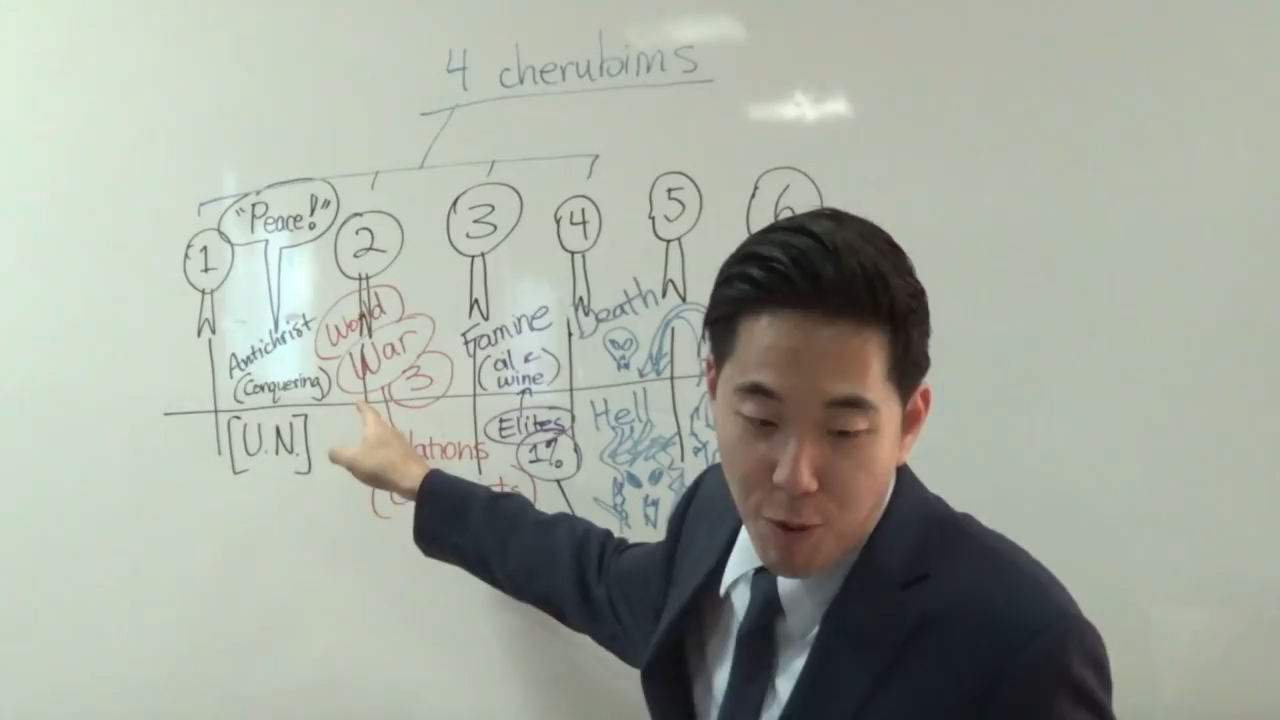 4 cherubims
1
"Peace!"
2
3
4
5
6
Antichrist
(Conquering)
World
War
3
Famine
(oil &
wine)
Death
[U.N.]
Elites
1%
Hell